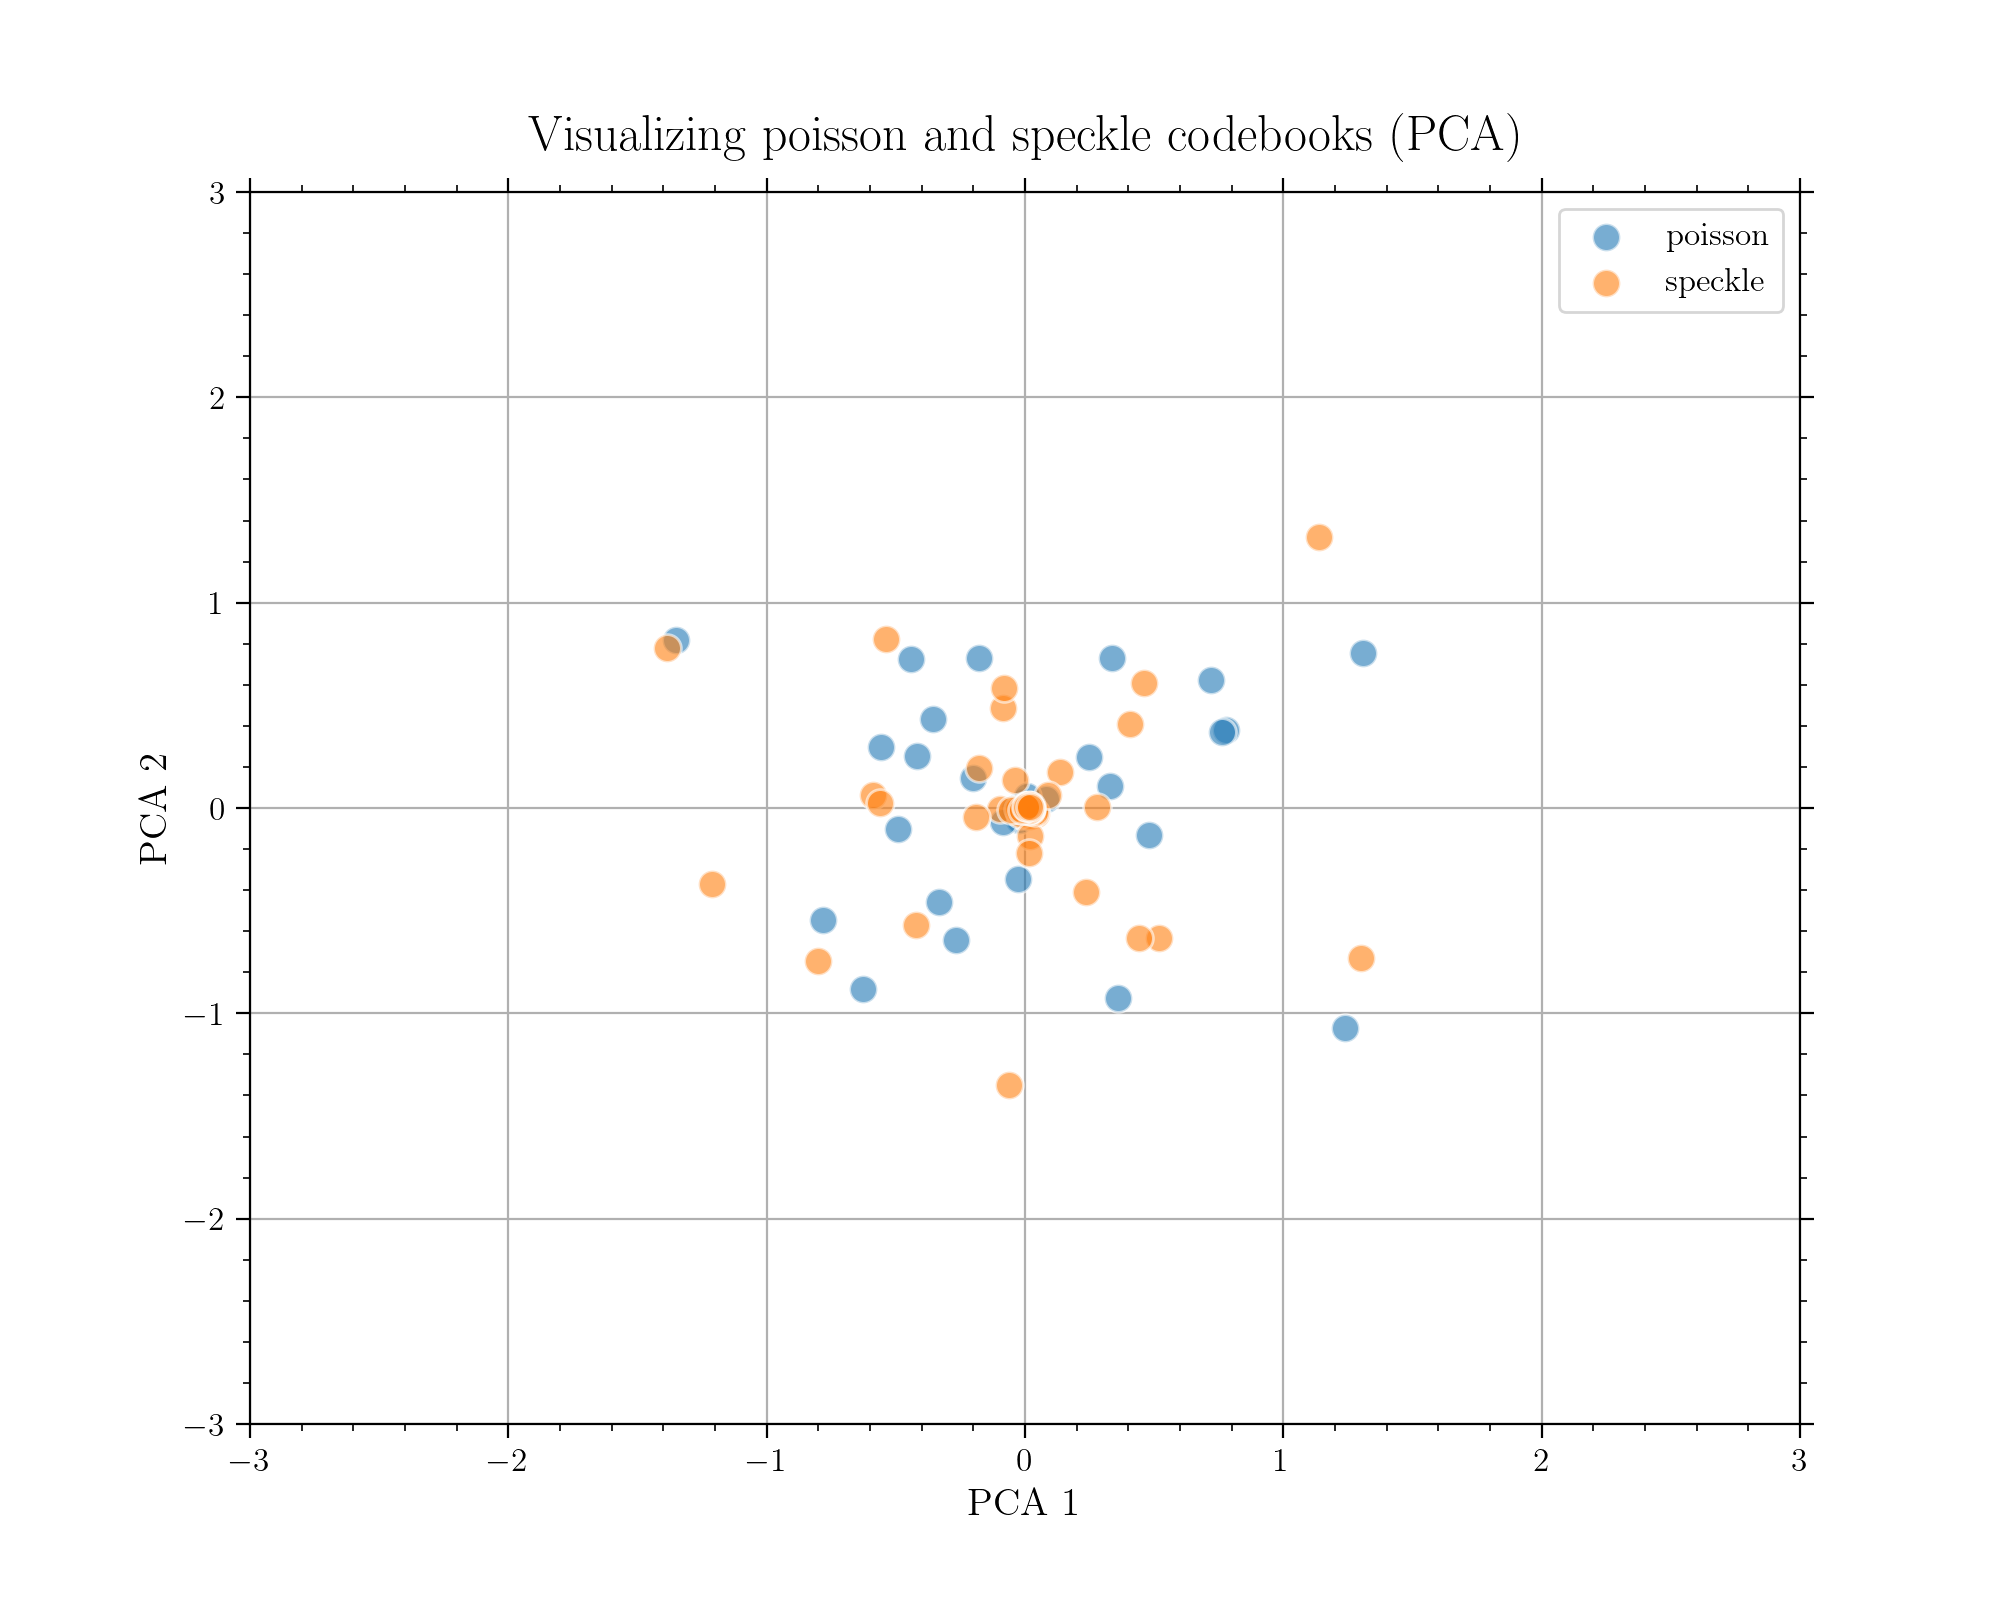 Visualizing poisson and speckle codebooks (PCA)
poisson
speckle
PCA 2
3
2
1
0
−1
−2
−3
−3 −2 −1 0 1 2 3
PCA 1